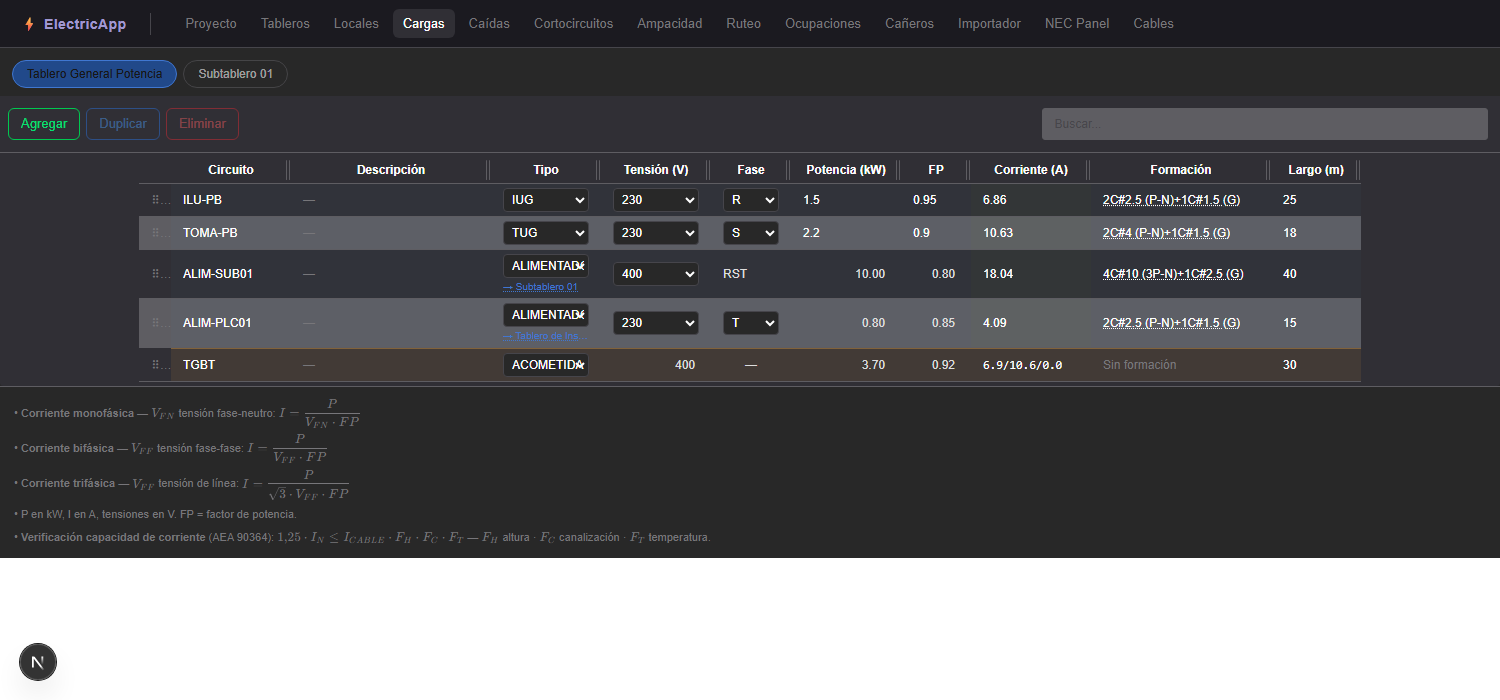 ElectricApp Proyecto Tableros Locales Cargas Caídas Cortocircuitos Ampacidad Ruteo Ocupaciones Cañeros Importador NEC Panel Cables
Tablero General Potencia Subtablero 01
Agregar Duplicar Eliminar Buscar...
Circuito Descripción Tipo Tensión (V) Fase Potencia (kW) FP Corriente (A) Formación Largo (m)
ILU-PB — IUG 230 R 1.5 0.95 6.86 2C#2.5 (P-N)+1C#1.5 (G) 25
TOMA-PB — TUG 230 S 2.2 0.9 10.63 2C#4 (P-N)+1C#1.5 (G) 18
ALIM-SUB01 — ALIMENTAD 400 RST 10.00 0.80 18.04 4C#10 (3P-N)+1C#2.5 (G) 40
→ Subtablero 01
ALIM-PLC01 — ALIMENTAD 230 T 0.80 0.85 4.09 2C#2.5 (P-N)+1C#1.5 (G) 15
→ Tablero de Ins...
TGBT — ACOMETIDA 400 — 3.70 0.92 6.9/10.6/0.0 Sin formación 30
• Corriente monofásica — V_FN tensión fase-neutro: I = P / (V_FN · FP)
• Corriente bifásica — V_FF tensión fase-fase: I = P / (V_FF · FP)
• Corriente trifásica — V_FF tensión de línea: I = P / (√3 · V_FF · FP)
• P en kW, I en A, tensiones en V. FP = factor de potencia.
• Verificación capacidad de corriente (AEA 90364): 1,25 · I_N ≤ I_CABLE · F_H · F_C · F_T — F_H altura · F_C canalización · F_T temperatura.
N